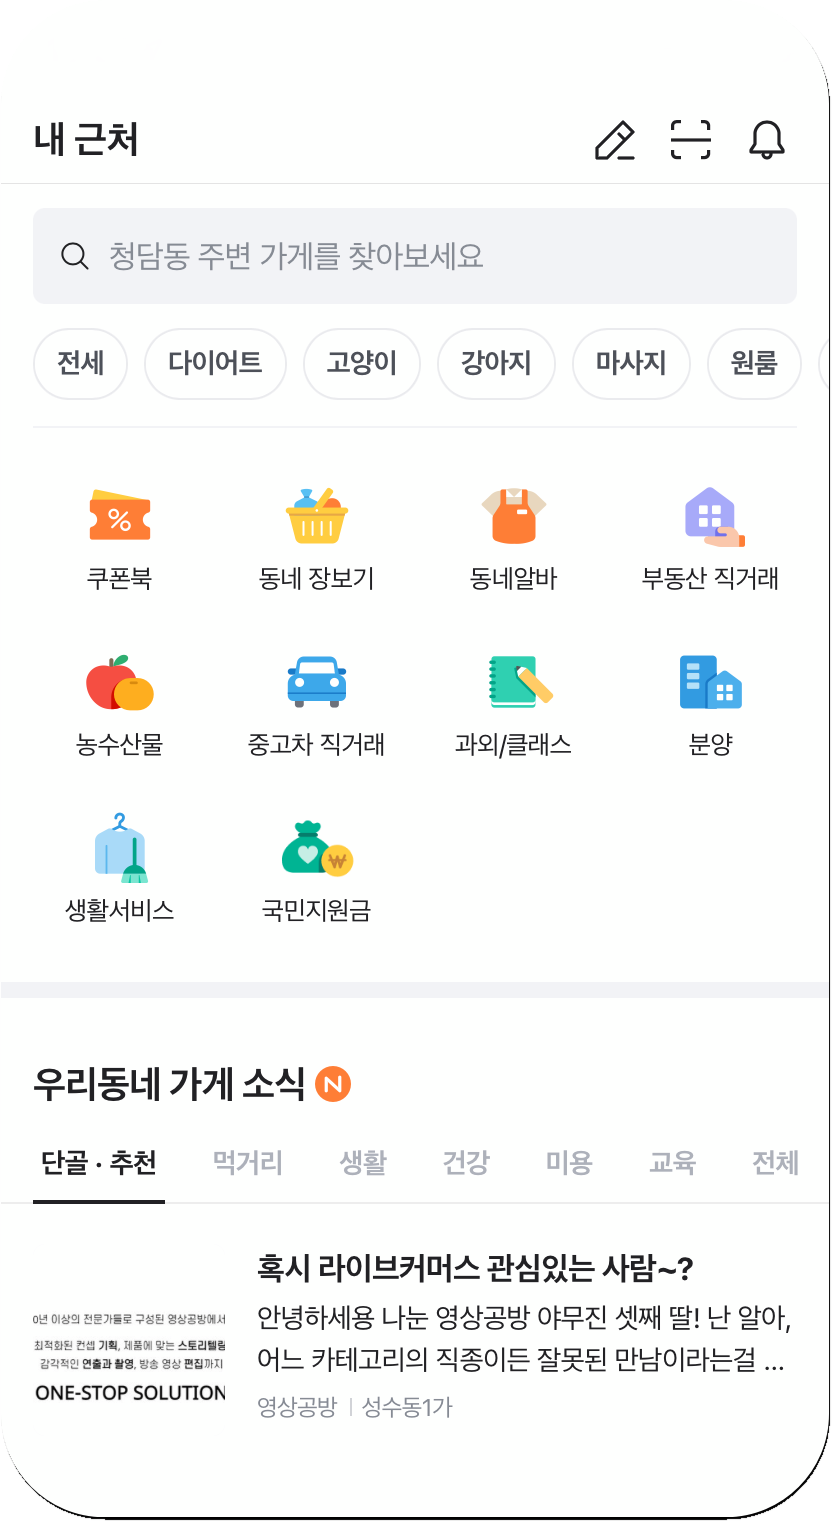 내 근처
청담동 주변 가게를 찾아보세요
전세 다이어트 고양이 강아지 마사지 원룸
%
쿠폰북 동네 장보기 동네알바 부동산 직거래
농수산물 중고차 직거래 과외/클래스 분양
₩
생활서비스 국민지원금
우리동네 가게 소식 N
단골 · 추천 먹거리 생활 건강 미용 교육 전체
혹시 라이브커머스 관심있는 사람~?
안녕하세용 나눈 영상공방 야무진 셋째 딸! 난 알아,
어느 카테고리의 직종이든 잘못된 만남이라는걸 ...
영상공방 | 성수동1가
0년 이상의 전문가들로 구성된 영상공방에서
최적화된 컨셉 기획, 제품에 맞는 스토리텔링
감각적인 연출과 촬영, 방송 영상 편집까지
ONE-STOP SOLUTION